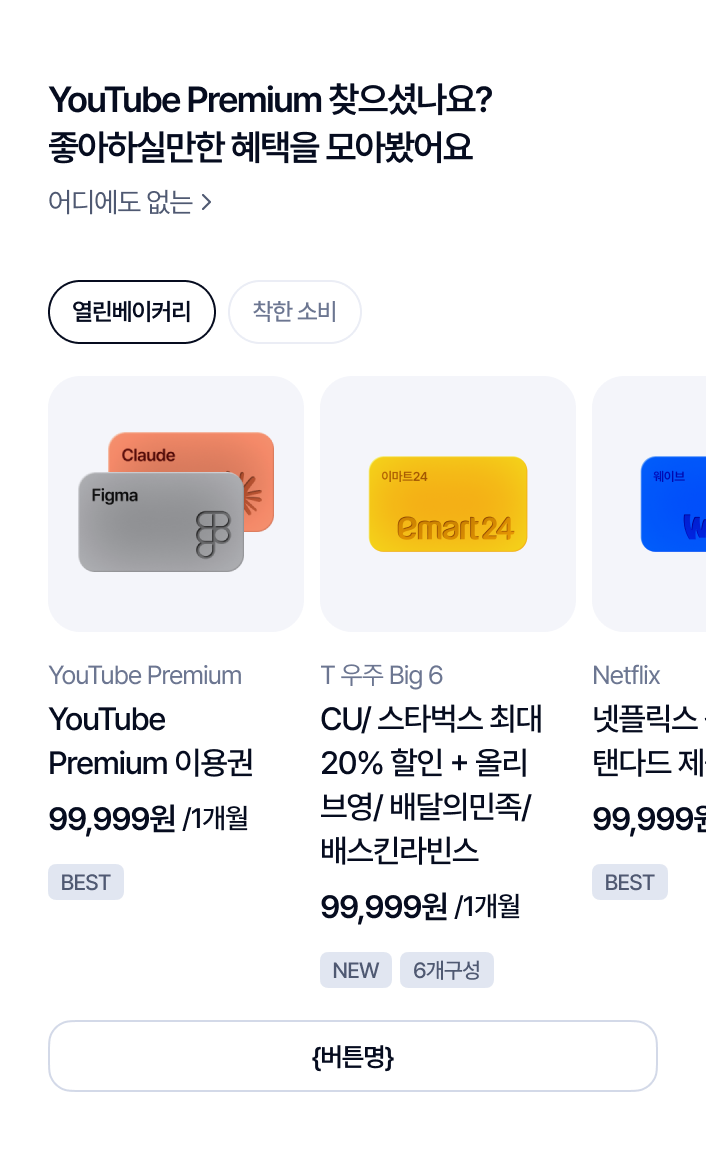 YouTube Premium 찾으셨나요?
좋아하실만한 혜택을 모아봤어요
어디에도 없는
열린베이커리
착한 소비
Claude
Figma
이마트24
emart24
웨이브
YouTube Premium
YouTube
Premium 이용권
99,999원 /1개월
BEST
T 우주 Big 6
CU/ 스타벅스 최대
20% 할인 + 올리
브영/ 배달의민족/
배스킨라빈스
99,999원 /1개월
NEW
6개구성
Netflix
넷플릭스
탠다드
99,999원
BEST
{버튼명}